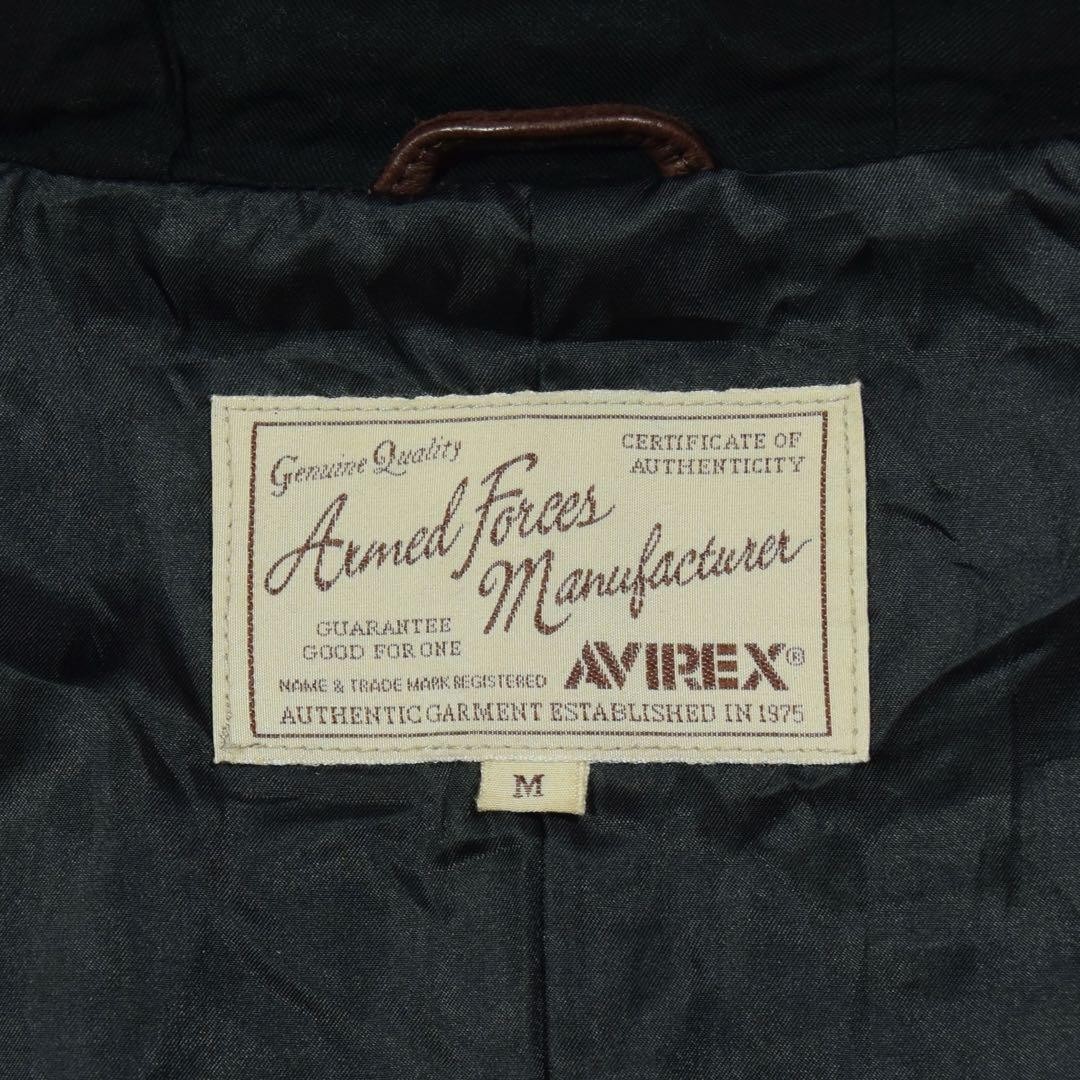 Genuine Quality
CERTIFICATE OF
AUTHENTICITY
Armed Forces
Manufacturer
GUARANTEE
GOOD FOR ONE
NAME & TRADE MARK REGISTERED
AVIREX®
AUTHENTIC GARMENT ESTABLISHED IN 1975
M